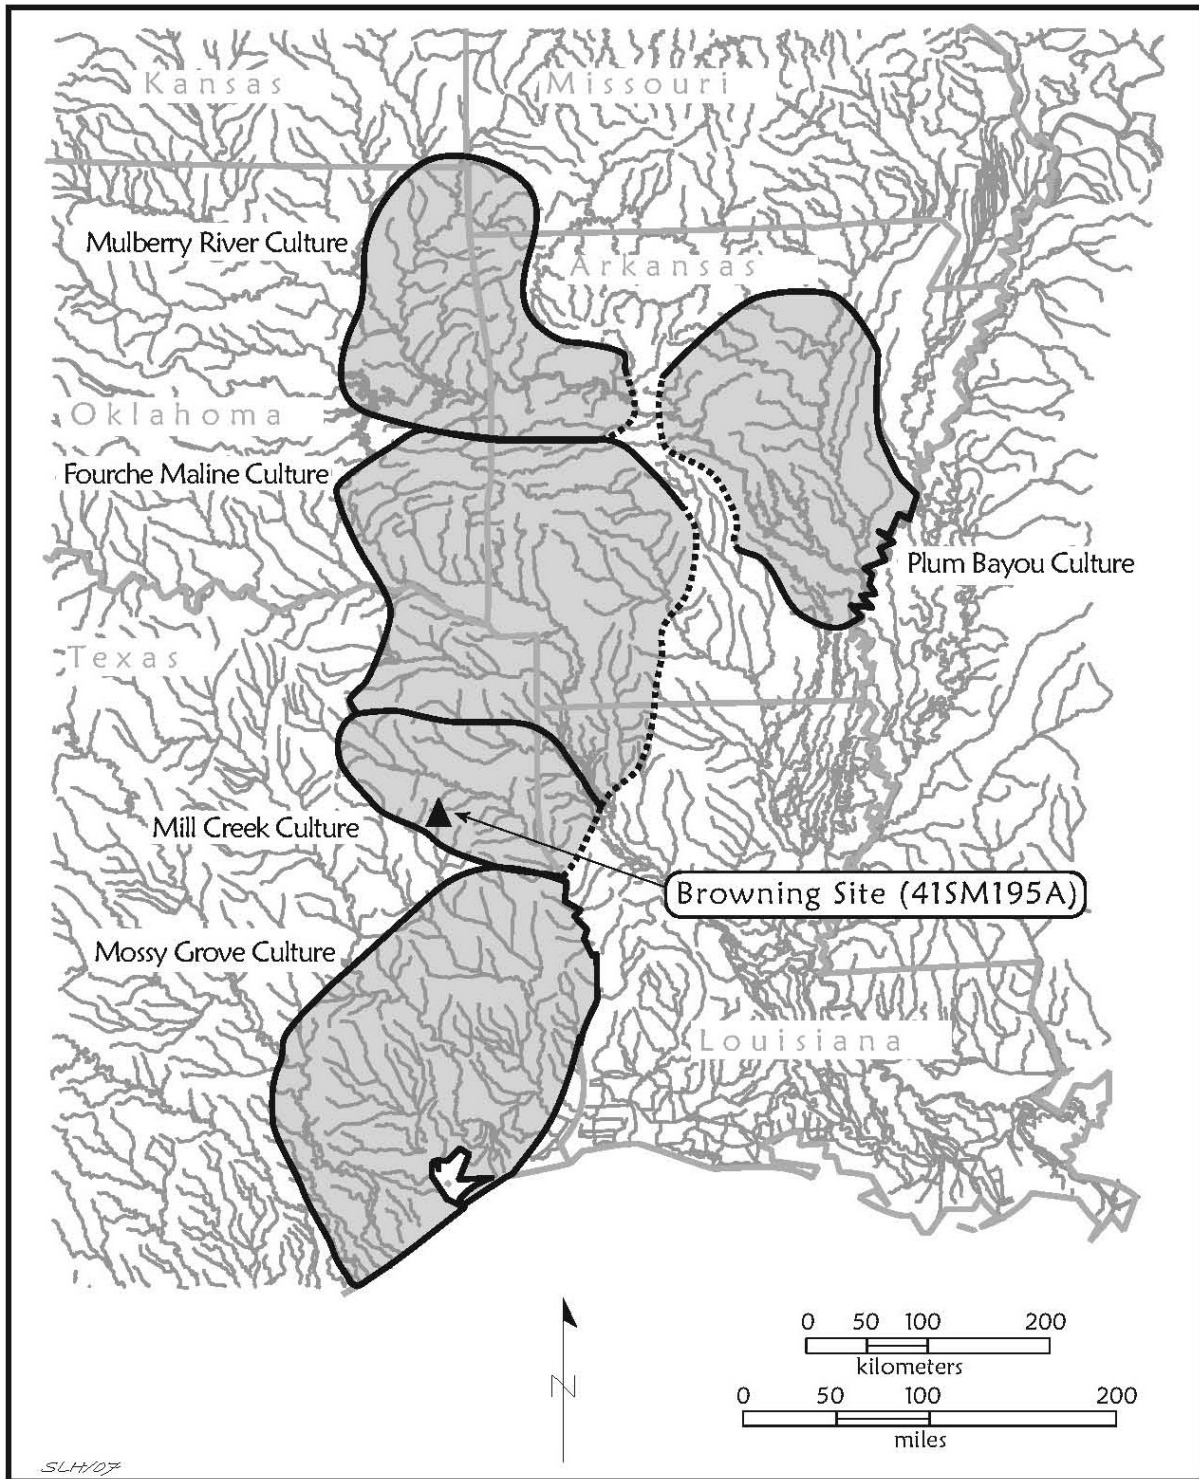 Kansas
Missouri
Mulberry River Culture
Arkansas
Oklahoma
Fourche Maline Culture
Plum Bayou Culture
Texas
Mill Creek Culture
Browning Site (41SM195A)
Mossy Grove Culture
Louisiana
0 50 100 200
kilometers
0 50 100 200
miles
N
SLH/07